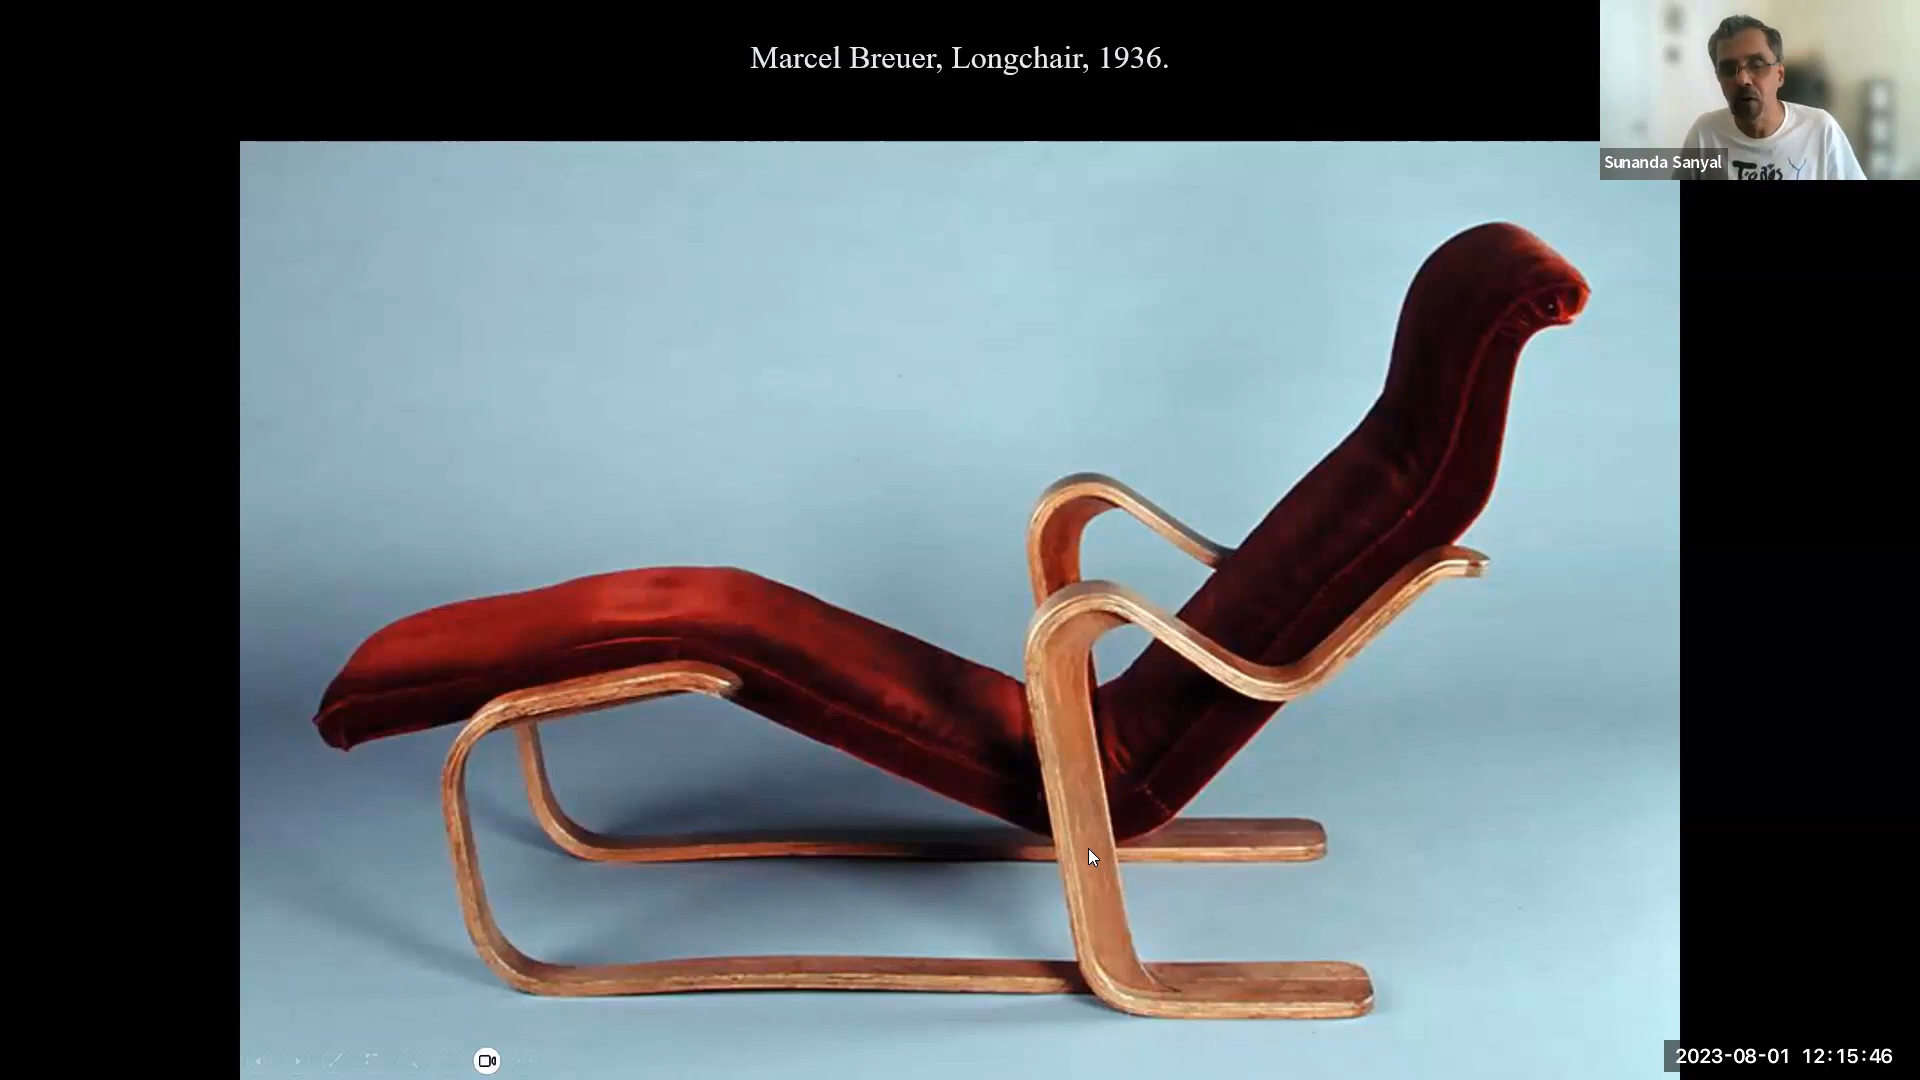 Marcel Breuer, Longchair, 1936.
Sunanda Sanyal
2023-08-01 12:15:46